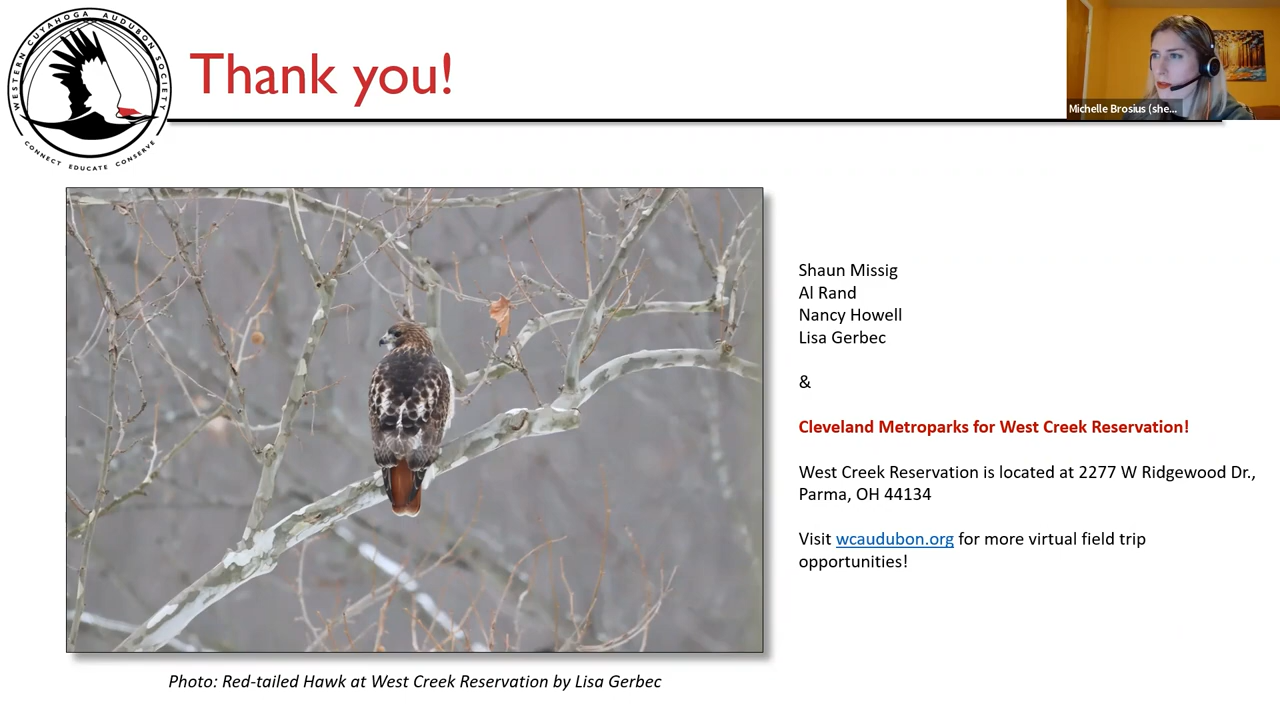 WESTERN CUYAHOGA AUDUBON SOCIETY
CONNECT EDUCATE CONSERVE
Thank you!
Michelle Brosius (she...
Shaun Missig
Al Rand
Nancy Howell
Lisa Gerbec
&
Cleveland Metroparks for West Creek Reservation!
West Creek Reservation is located at 2277 W Ridgewood Dr.,
Parma, OH 44134
Visit wcaudubon.org for more virtual field trip
opportunities!
Photo: Red-tailed Hawk at West Creek Reservation by Lisa Gerbec